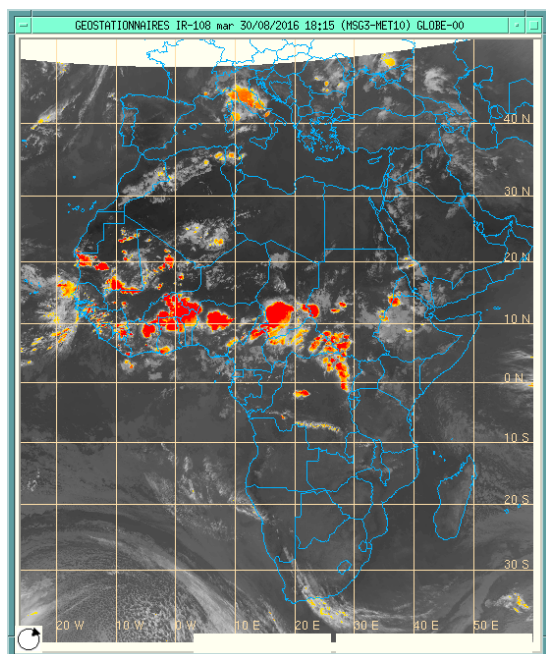 GEOSTATIONNAIRES IR-108 mar 30/08/2016 18:15 (MSG3-MET10) GLOBE-00
40 N
30 N
20 N
10 N
0 N
10 S
20 S
30 S
20 W 10 W 0 W 10 E 20 E 30 E 40 E 50 E